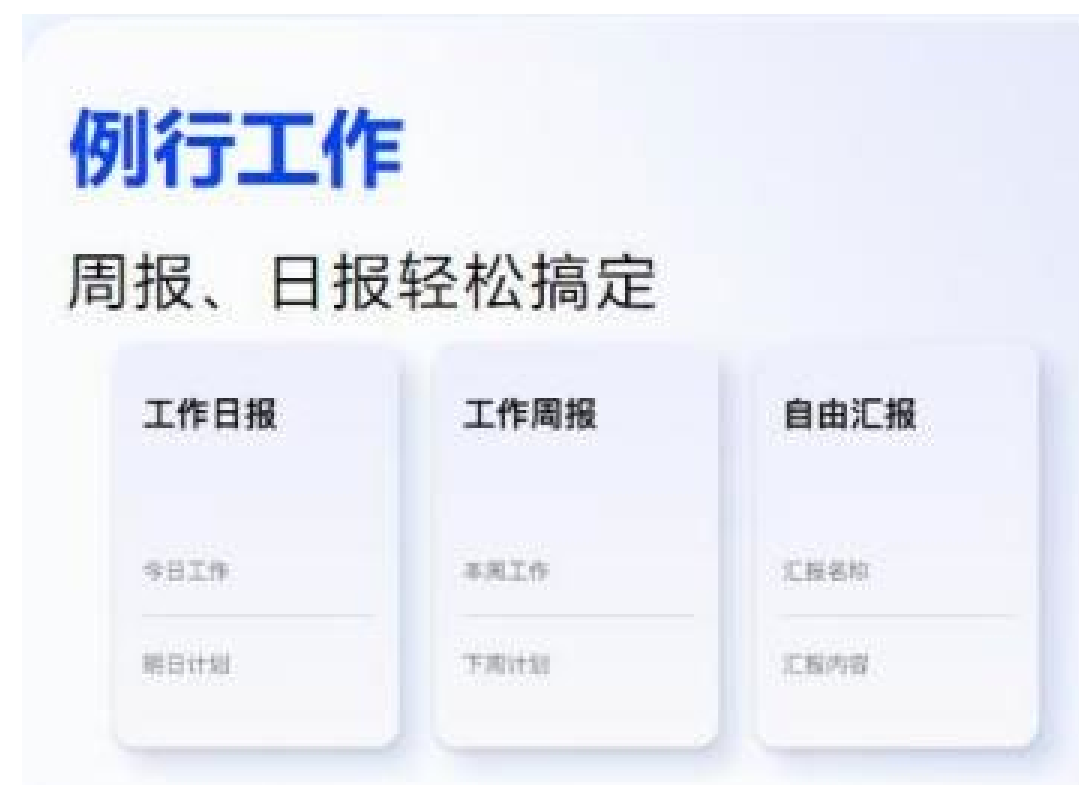 例行工作
周报、日报轻松搞定
工作日报
今日工作
明日计划
工作周报
本周工作
下周计划
自由汇报
汇报名称
汇报内容